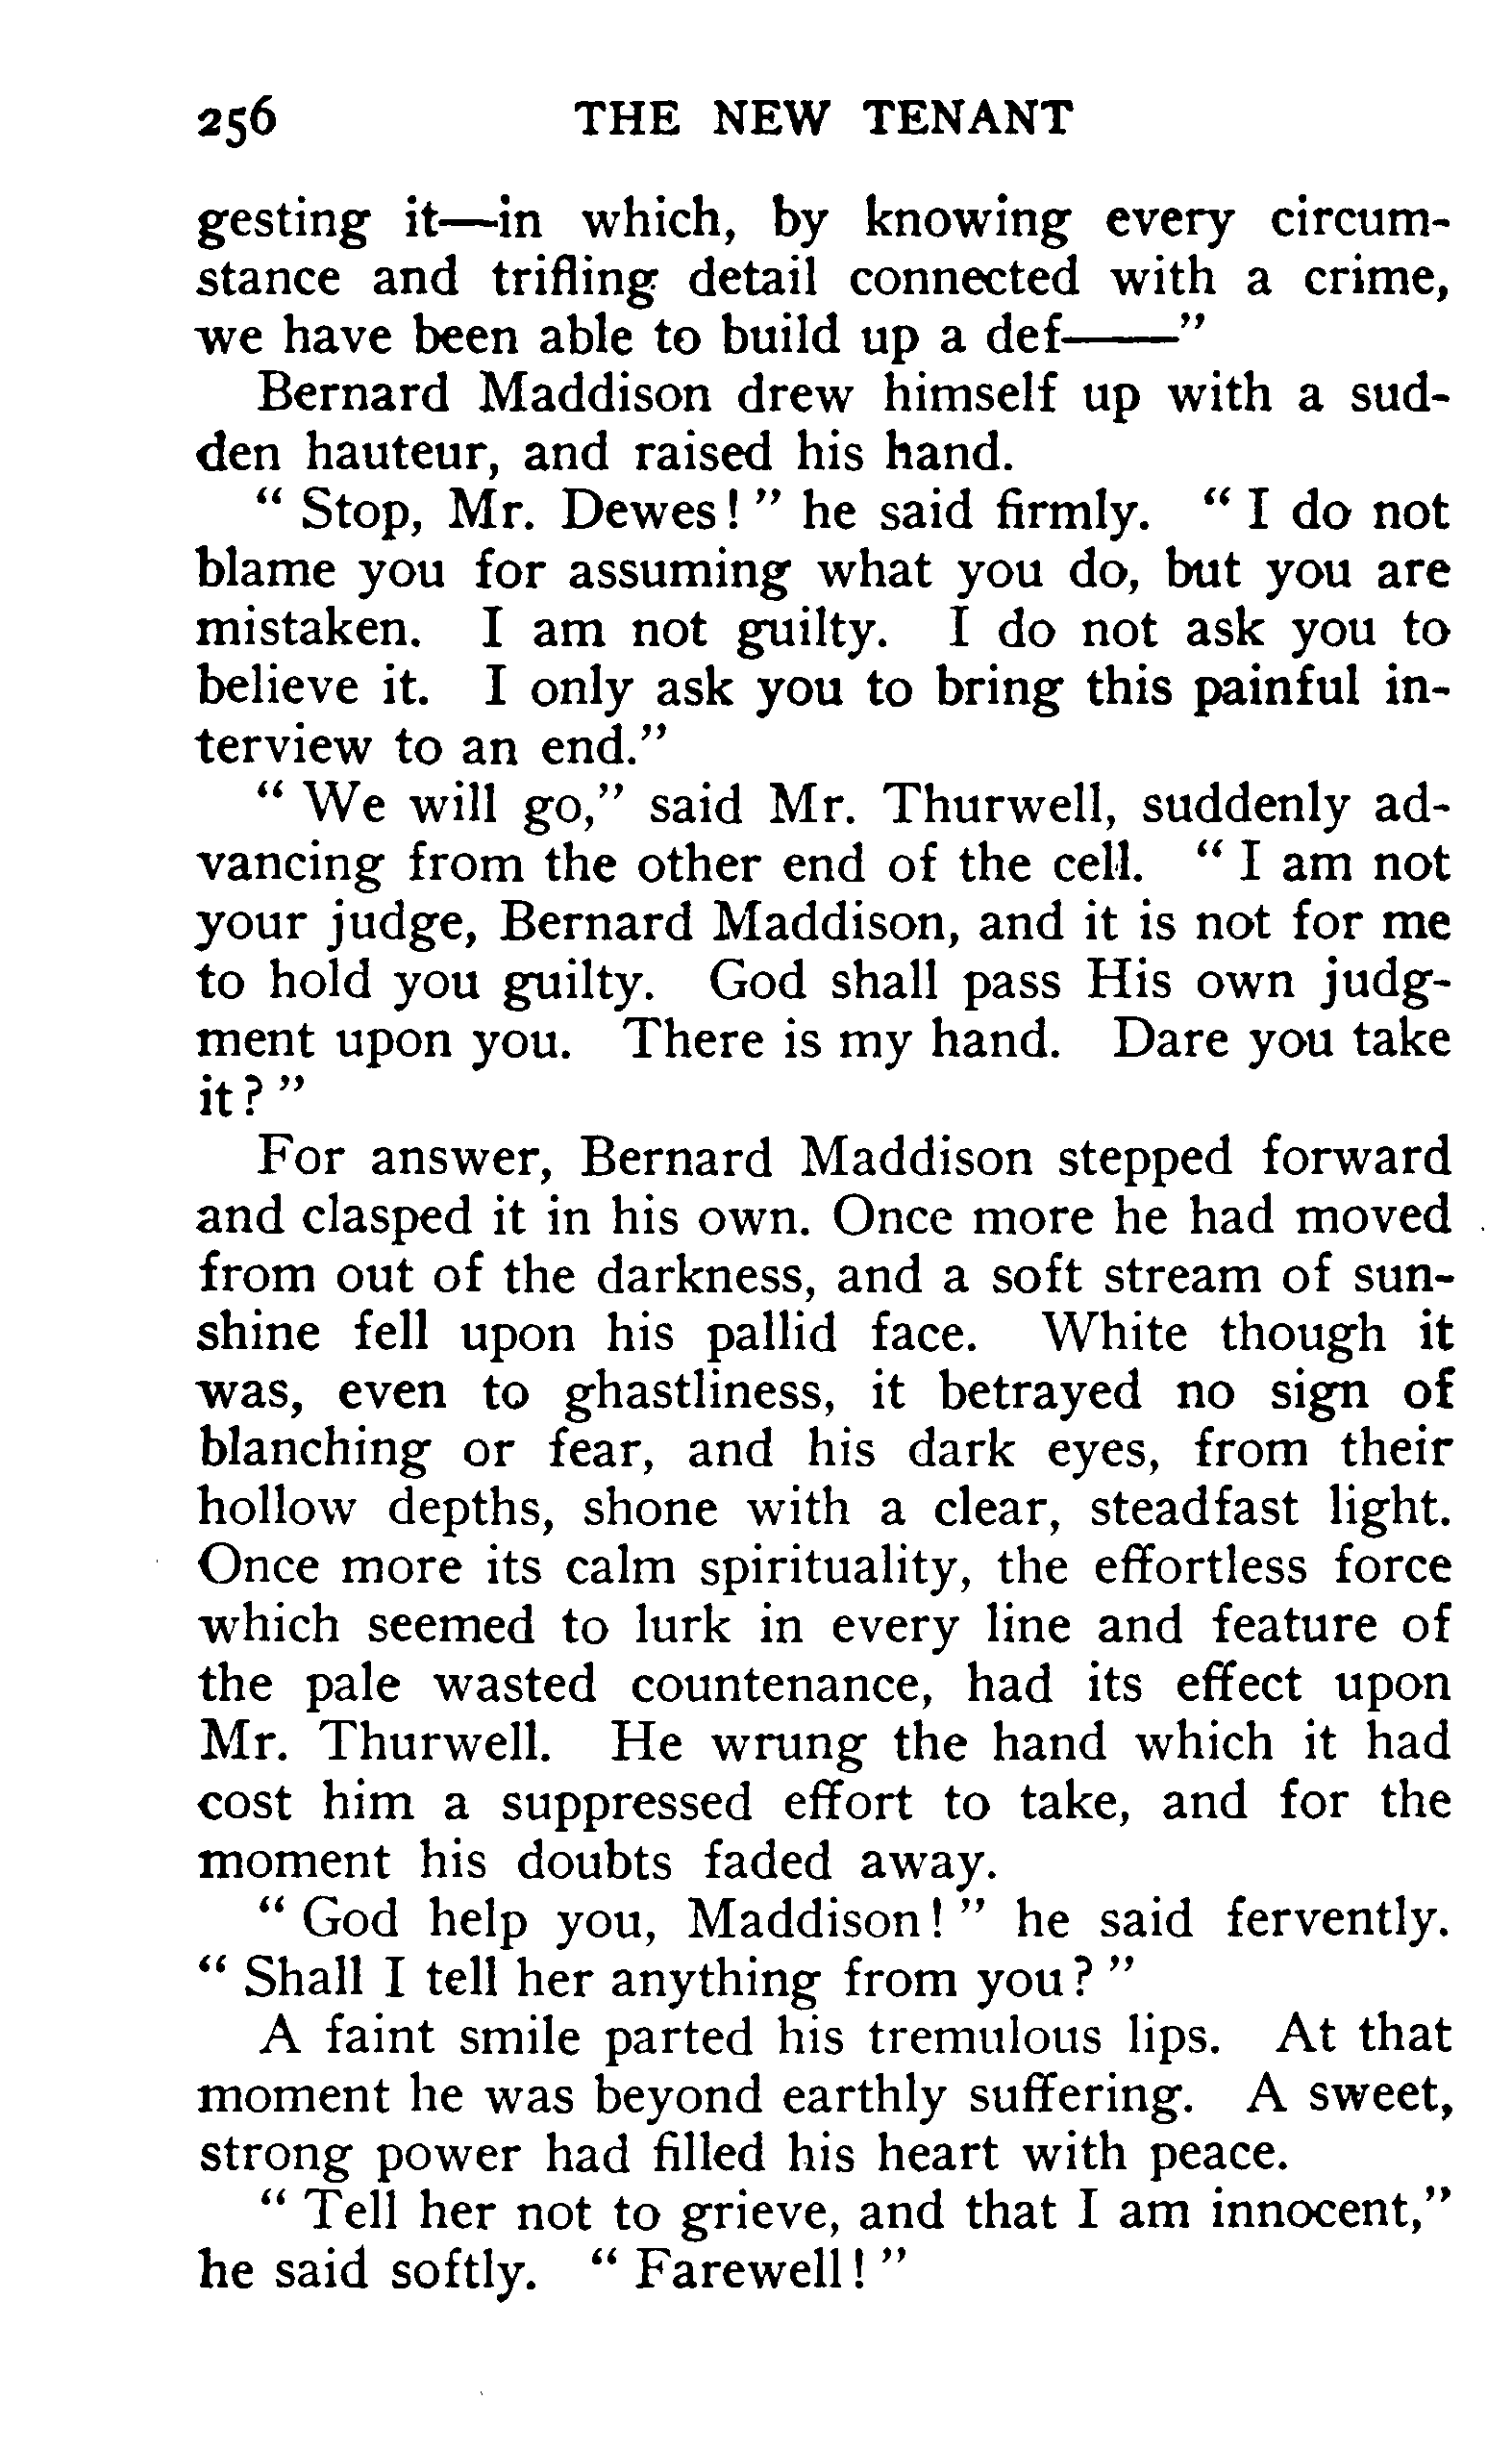 256 THE NEW TENANT
gesting it—in which, by knowing every circum-
stance and trifling detail connected with a crime,
we have been able to build up a def——"
Bernard Maddison drew himself up with a sud-
den hauteur, and raised his hand.
" Stop, Mr. Dewes! " he said firmly. " I do not
blame you for assuming what you do, but you are
mistaken. I am not guilty. I do not ask you to
believe it. I only ask you to bring this painful in-
terview to an end."
" We will go," said Mr. Thurwell, suddenly ad-
vancing from the other end of the cell. " I am not
your judge, Bernard Maddison, and it is not for me
to hold you guilty. God shall pass His own judg-
ment upon you. There is my hand. Dare you take
it? "
For answer, Bernard Maddison stepped forward
and clasped it in his own. Once more he had moved
from out of the darkness, and a soft stream of sun-
shine fell upon his pallid face. White though it
was, even to ghastliness, it betrayed no sign of
blanching or fear, and his dark eyes, from their
hollow depths, shone with a clear, steadfast light.
Once more its calm spirituality, the effortless force
which seemed to lurk in every line and feature of
the pale wasted countenance, had its effect upon
Mr. Thurwell. He wrung the hand which it had
cost him a suppressed effort to take, and for the
moment his doubts faded away.
" God help you, Maddison! " he said fervently.
" Shall I tell her anything from you? "
A faint smile parted his tremulous lips. At that
moment he was beyond earthly suffering. A sweet,
strong power had filled his heart with peace.
" Tell her not to grieve, and that I am innocent,"
he said softly. " Farewell! "